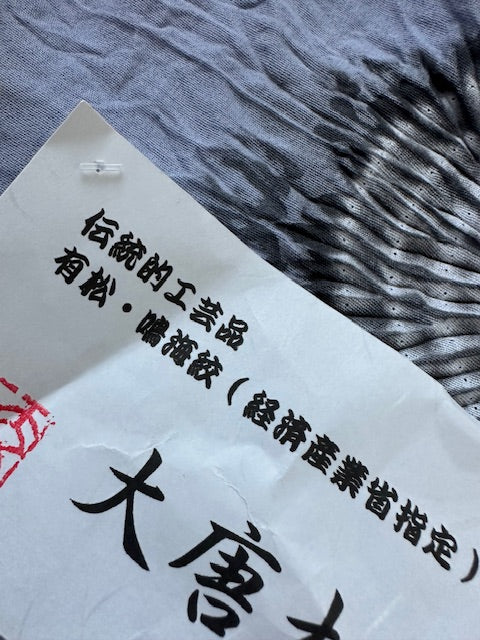 伝統的工芸品
有松・鳴海絞（経済産業省指定）
大唐